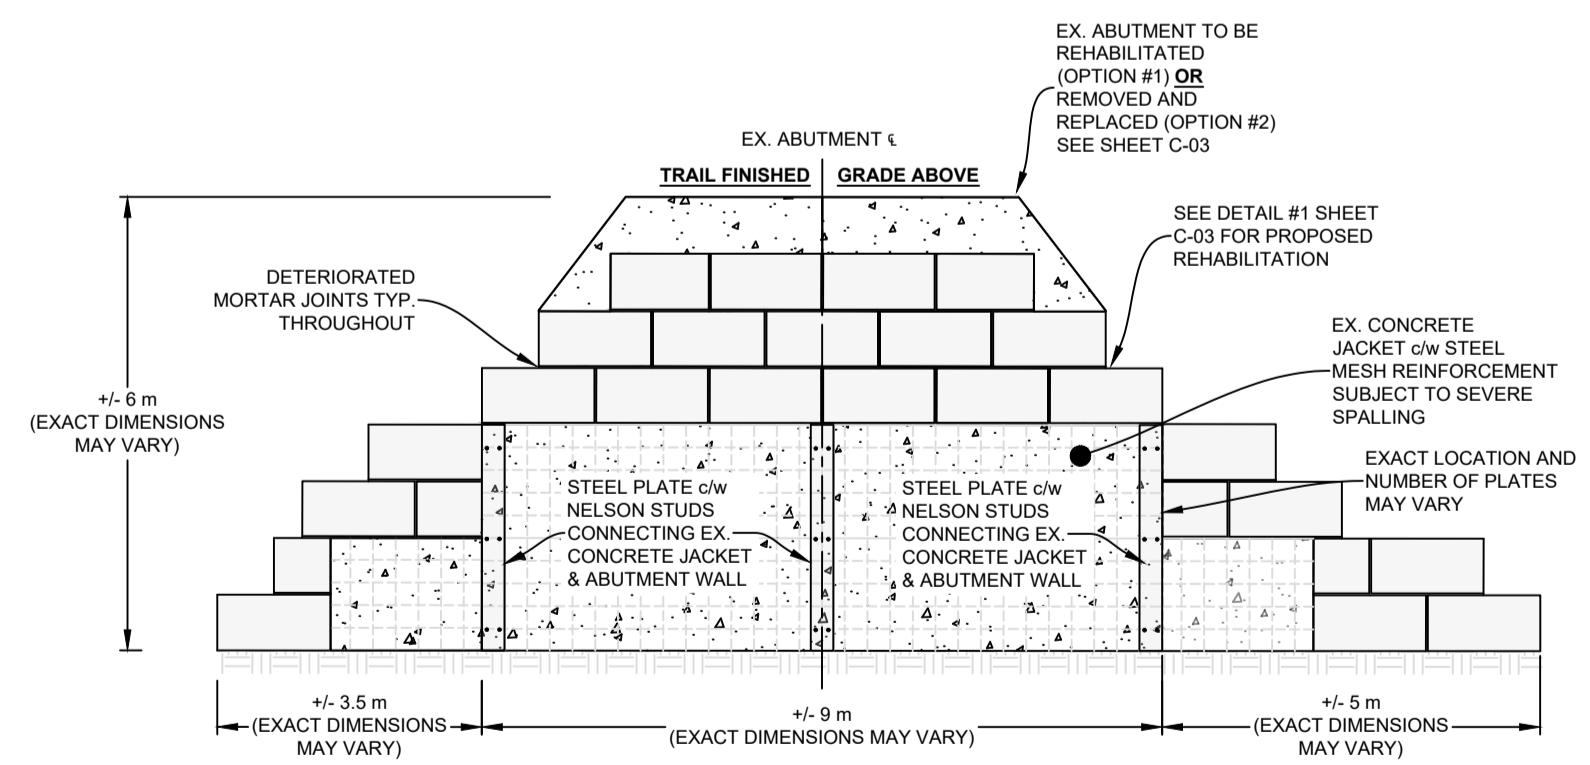 EX. ABUTMENT TO BE
REHABILITATED
(OPTION #1) OR
REMOVED AND
REPLACED (OPTION #2)
SEE SHEET C-03
EX. ABUTMENT ℄
TRAIL FINISHED
GRADE ABOVE
SEE DETAIL #1 SHEET
C-03 FOR PROPOSED
REHABILITATION
DETERIORATED
MORTAR JOINTS TYP.
THROUGHOUT
EX. CONCRETE
JACKET c/w STEEL
MESH REINFORCEMENT
SUBJECT TO SEVERE
SPALLING
+/- 6 m
(EXACT DIMENSIONS
MAY VARY)
EXACT LOCATION AND
NUMBER OF PLATES
MAY VARY
STEEL PLATE c/w
NELSON STUDS
CONNECTING EX.
CONCRETE JACKET
& ABUTMENT WALL
STEEL PLATE c/w
NELSON STUDS
CONNECTING EX.
CONCRETE JACKET
& ABUTMENT WALL
+/- 3.5 m
(EXACT DIMENSIONS
MAY VARY)
+/- 9 m
(EXACT DIMENSIONS MAY VARY)
+/- 5 m
(EXACT DIMENSIONS
MAY VARY)